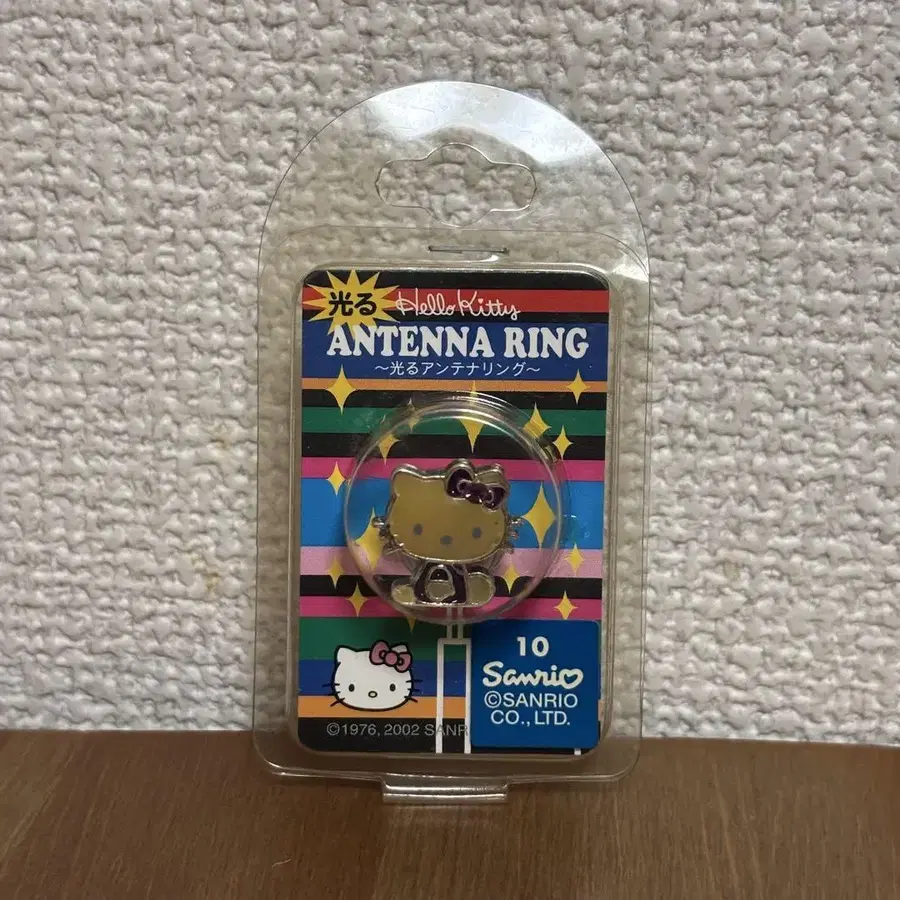 光る Hello Kitty
ANTENNA RING
～光るアンテナリング～
10
Sanrio
©SANRIO
CO., LTD.
©1976, 2002 SANR